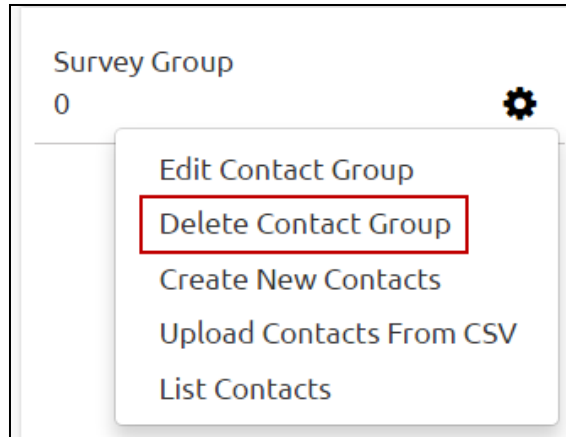 Survey Group
0
Edit Contact Group
Delete Contact Group
Create New Contacts
Upload Contacts From CSV
List Contacts